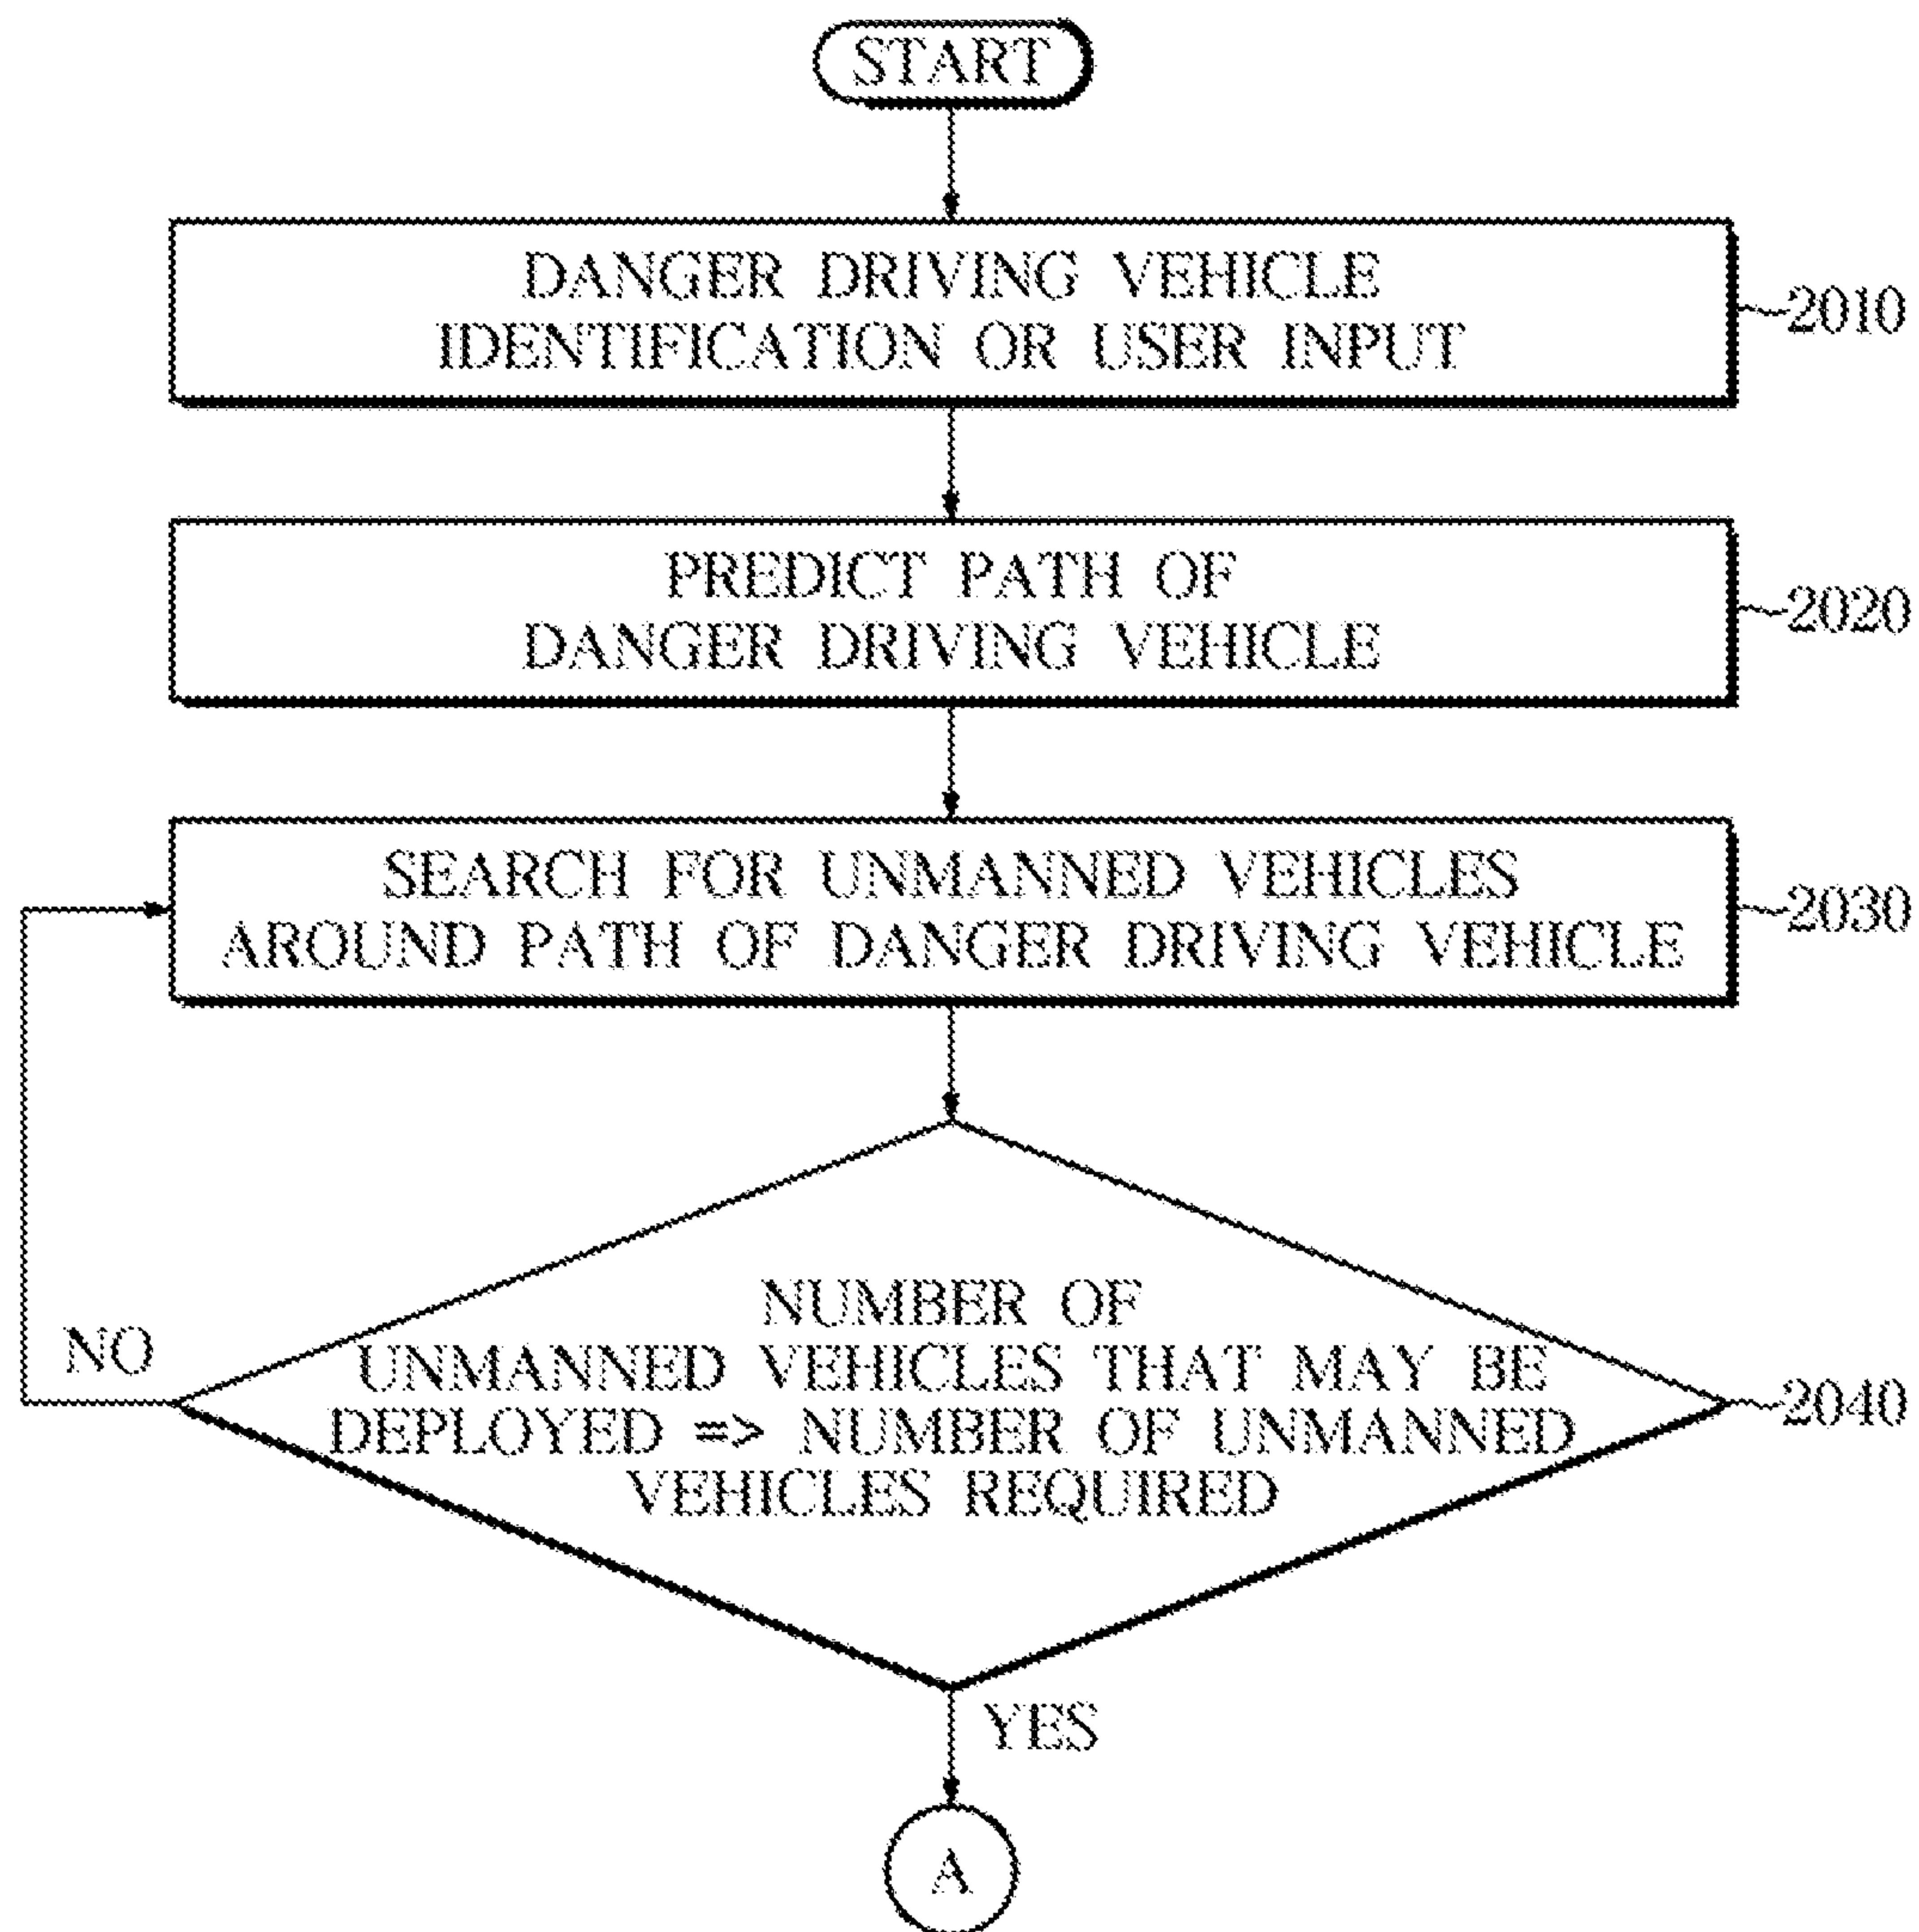 START
DANGER DRIVING VEHICLE
IDENTIFICATION OR USER INPUT
2010
PREDICT PATH OF
DANGER DRIVING VEHICLE
2020
SEARCH FOR UNMANNED VEHICLES
AROUND PATH OF DANGER DRIVING VEHICLE
2030
NUMBER OF
UNMANNED VEHICLES THAT MAY BE
DEPLOYED => NUMBER OF UNMANNED
VEHICLES REQUIRED
2040
NO
YES
A